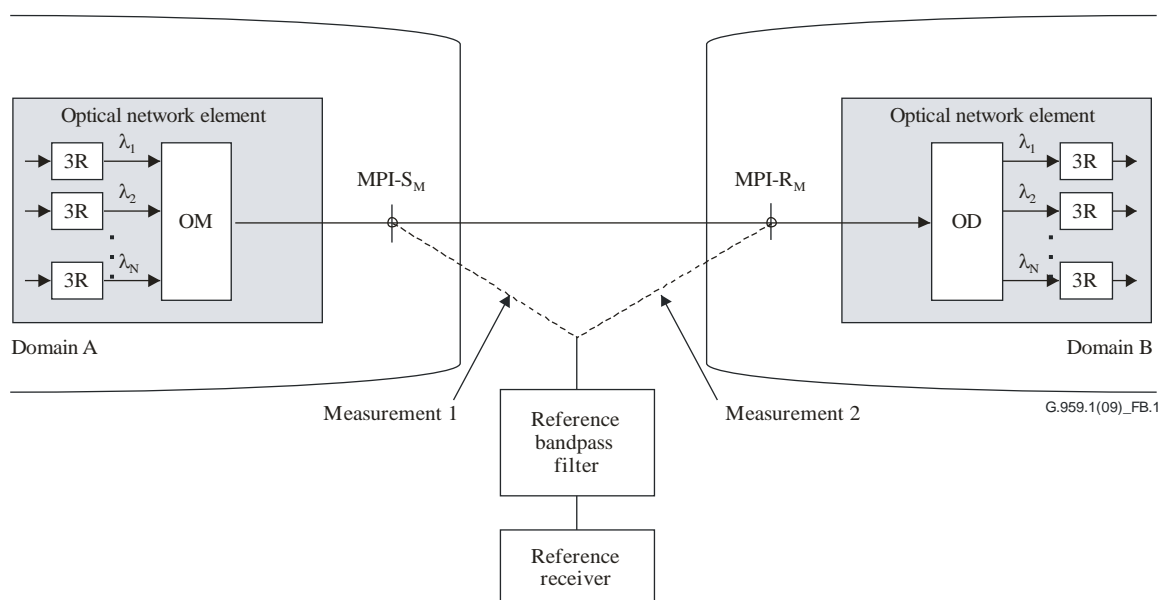 Optical network element
3R
λ1
3R
λ2
3R
λN
OM
MPI-SM
Domain A
MPI-RM
Optical network element
OD
λ1
3R
λ2
3R
λN
3R
Domain B
Measurement 1
Measurement 2
G.959.1(09)_FB.1
Reference
bandpass
filter
Reference
receiver